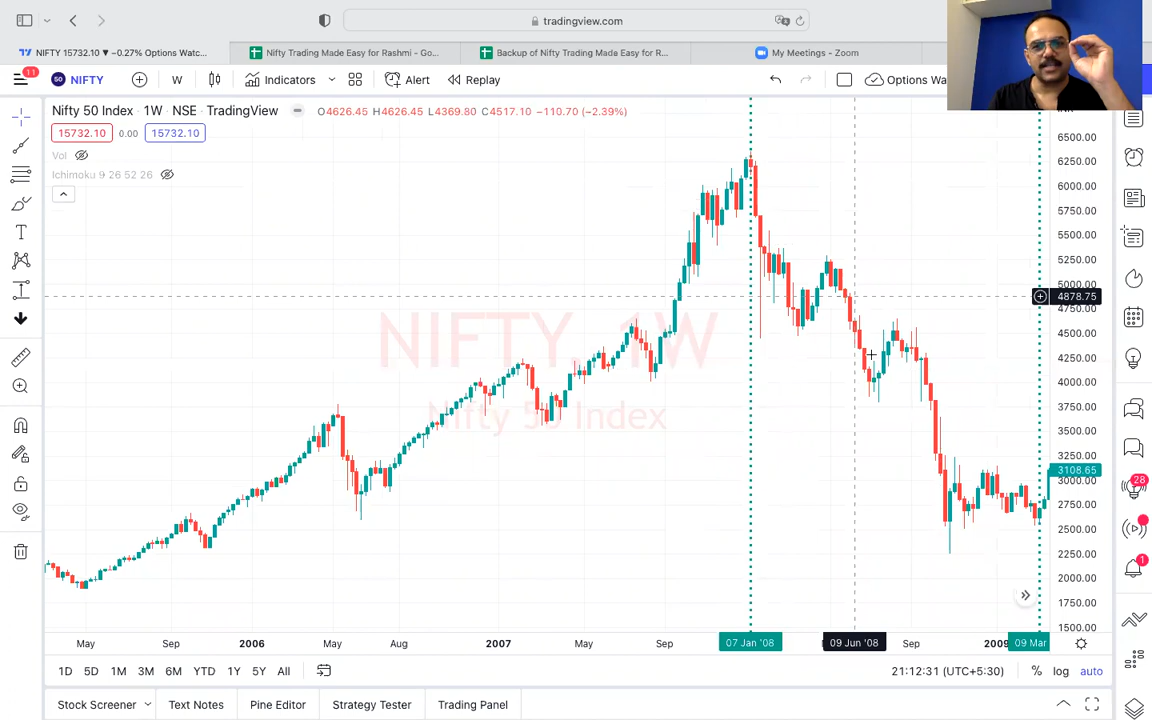 tradingview.com
NIFTY 15732.10 ▼ −0.27% Options Watc...
Nifty Trading Made Easy for Rashmi - Go...
Backup of Nifty Trading Made Easy for R...
My Meetings - Zoom
11
50 NIFTY
W
Indicators
Alert
Replay
Options Wa
Nifty 50 Index · 1W · NSE · TradingView
O4626.45 H4626.45 L4369.80 C4517.10 −110.70 (−2.39%)
15732.10 0.00 15732.10
Vol
Ichimoku 9 26 52 26
NIFTY, 1W
Nifty 50 Index
6500.00
6250.00
6000.00
5750.00
5500.00
5250.00
5000.00
4878.75
4750.00
4500.00
4250.00
4000.00
3750.00
3500.00
3250.00
3108.65
3000.00
2750.00
2500.00
2250.00
2000.00
1750.00
1500.00
28
1
May Sep 2006 May Aug 2007 May Sep 07 Jan '08 09 Jun '08 Sep 2009 09 Mar
1D 5D 1M 3M 6M YTD 1Y 5Y All
21:12:31 (UTC+5:30) % log auto
Stock Screener Text Notes Pine Editor Strategy Tester Trading Panel